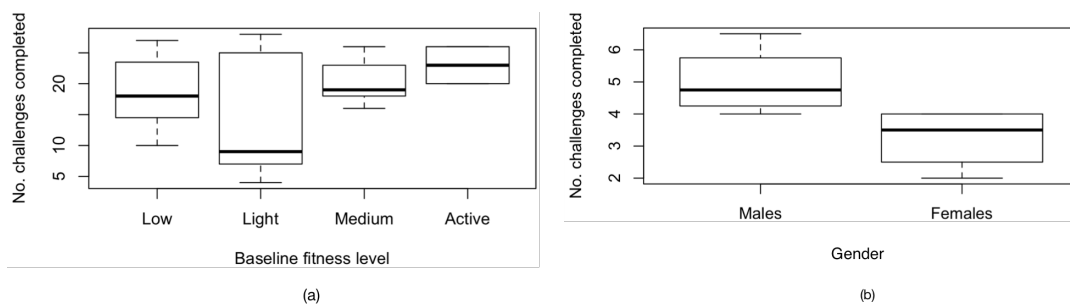 No. challenges completed
20
10
5
Low Light Medium Active
Baseline fitness level
(a)
No. challenges completed
6
5
4
3
2
Males Females
Gender
(b)